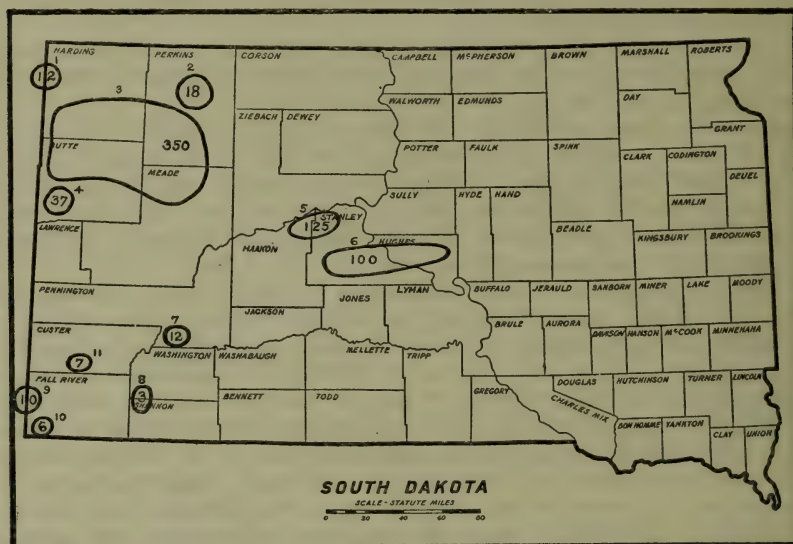 HARDING
PERKINS
CORSON
CAMPBELL
McPHERSON
BROWN
MARSHALL
ROBERTS
1
12
2
18
3
350
DAY
WALWORTH
EDMUNDS
GRANT
ZIEBACH
DEWEY
BUTTE
MEADE
POTTER
FAULK
SPINK
CLARK
CODINGTON
DEUEL
HAMLIN
4
37
LAWRENCE
SULLY
HYDE
HAND
5
STANLEY
125
HAAKON
6
HUGHES
100
BEADLE
KINGSBURY
BROOKINGS
PENNINGTON
JACKSON
JONES
LYMAN
BUFFALO
JERAULD
SANBORN
MINER
LAKE
MOODY
CUSTER
7
12
BRULE
AURORA
DAVISON
HANSON
McCOOK
MINNEHAHA
11
7
WASHINGTON
WASHABAUGH
MELLETTE
TRIPP
FALL RIVER
8
3
SHANNON
BENNETT
TODD
GREGORY
DOUGLAS
HUTCHINSON
TURNER
LINCOLN
CHARLES MIX
9
10
10
6
BON HOMME
YANKTON
CLAY
UNION
SOUTH DAKOTA
SCALE - STATUTE MILES
0 20 40 60 80